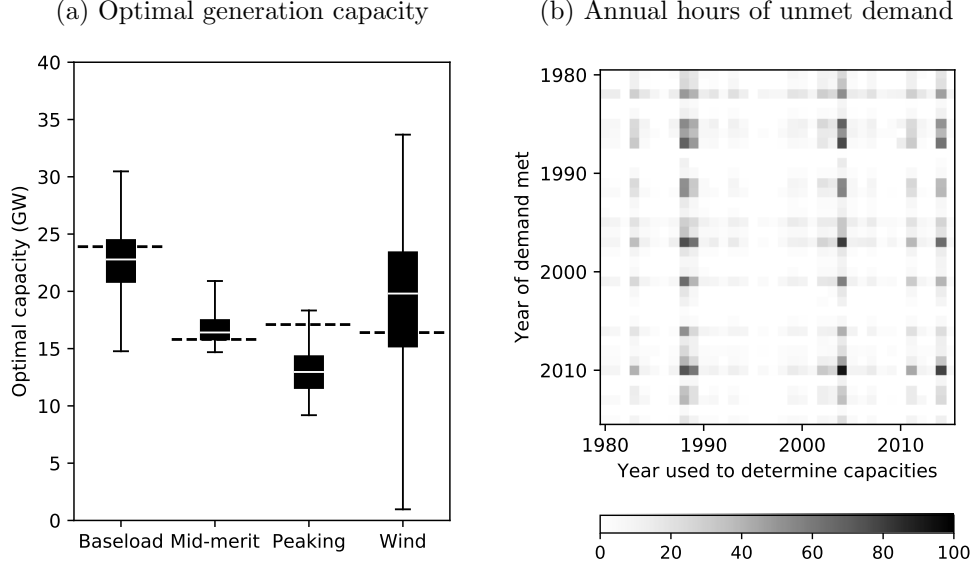 (a) Optimal generation capacity
Optimal capacity (GW)
40
35
30
25
20
15
10
5
0
Baseload Mid-merit Peaking Wind
(b) Annual hours of unmet demand
Year of demand met
1980
1990
2000
2010
1980 1990 2000 2010
Year used to determine capacities
0 20 40 60 80 100